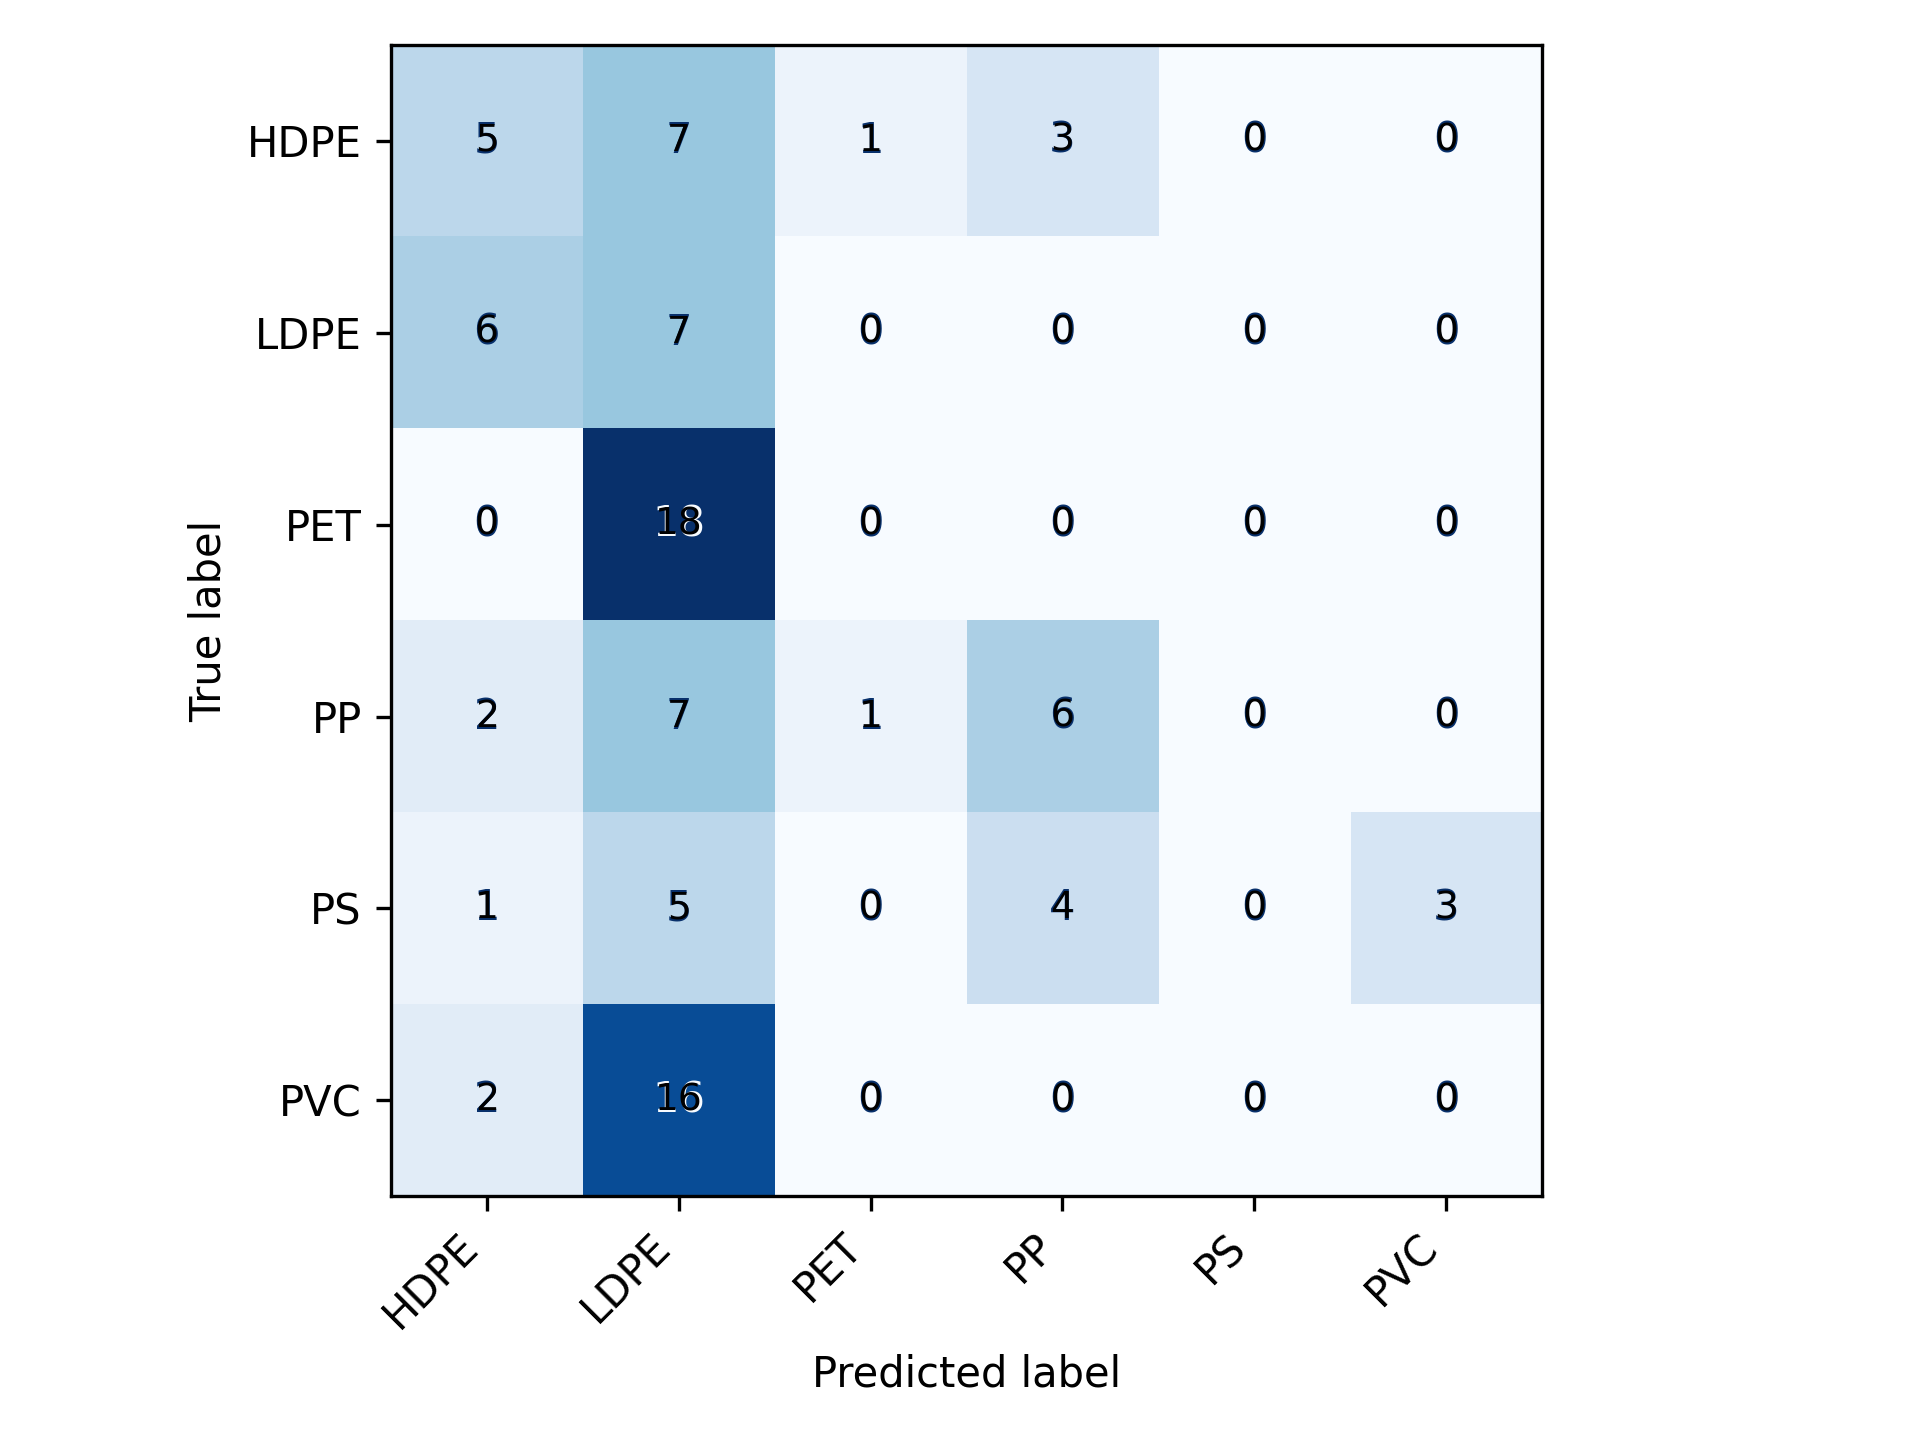 HDPE 5 7 1 3 0 0
LDPE 6 7 0 0 0 0
PET 0 18 0 0 0 0
PP 2 7 1 6 0 0
PS 1 5 0 4 0 3
PVC 2 16 0 0 0 0
True label
HDPE LDPE PET PP PS PVC
Predicted label